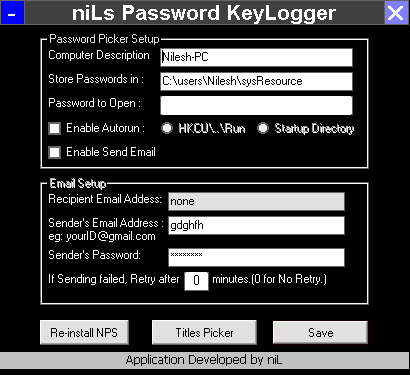 niLs Password KeyLogger
Password Picker Setup
Computer Description Nilesh-PC
Store Passwords in : C:\users\Nilesh\sysResource
Password to Open :
Enable Autorun : HKCU\..\Run Startup Directory
Enable Send Email
Email Setup
Recipient Email Addess: none
Sender's Email Address : gdghfh
eg: yourID@gmail.com
Sender's Password: ********
If Sending failed, Retry after 0 minutes.(0 for No Retry.)
Re-install NPS Titles Picker Save
Application Developed by niL